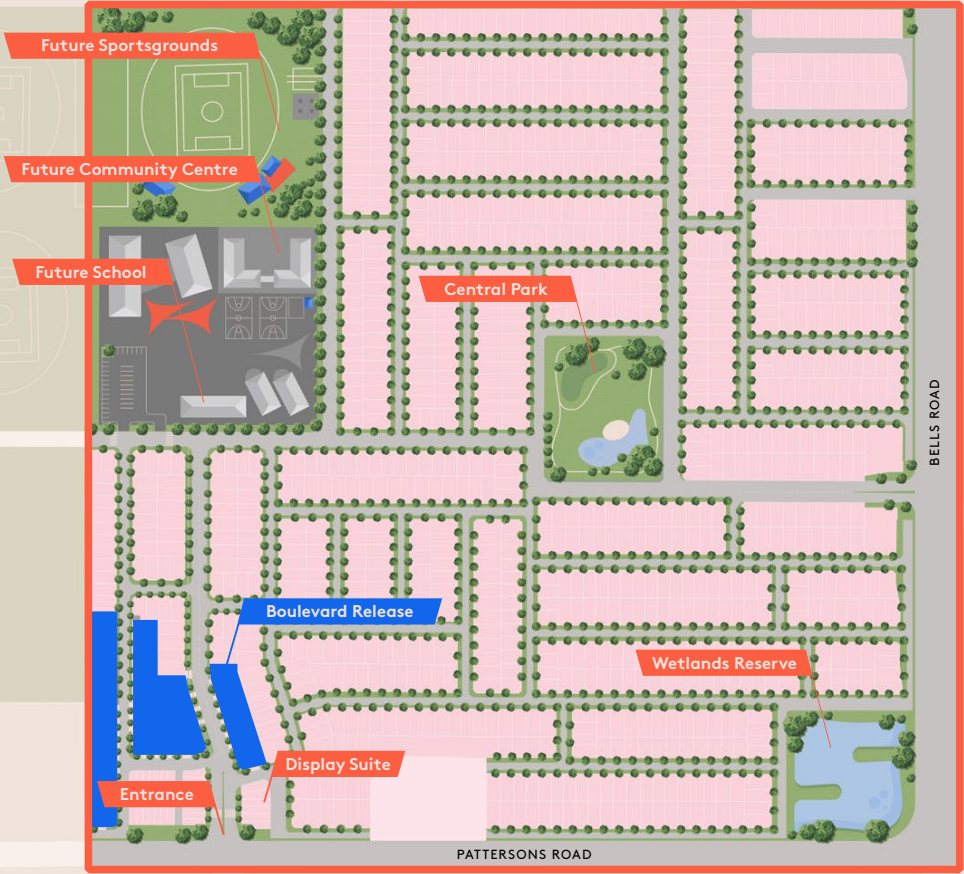 Future Sportsgrounds
Future Community Centre
Future School
Central Park
BELLS ROAD
Boulevard Release
Wetlands Reserve
Display Suite
Entrance
PATTERSONS ROAD